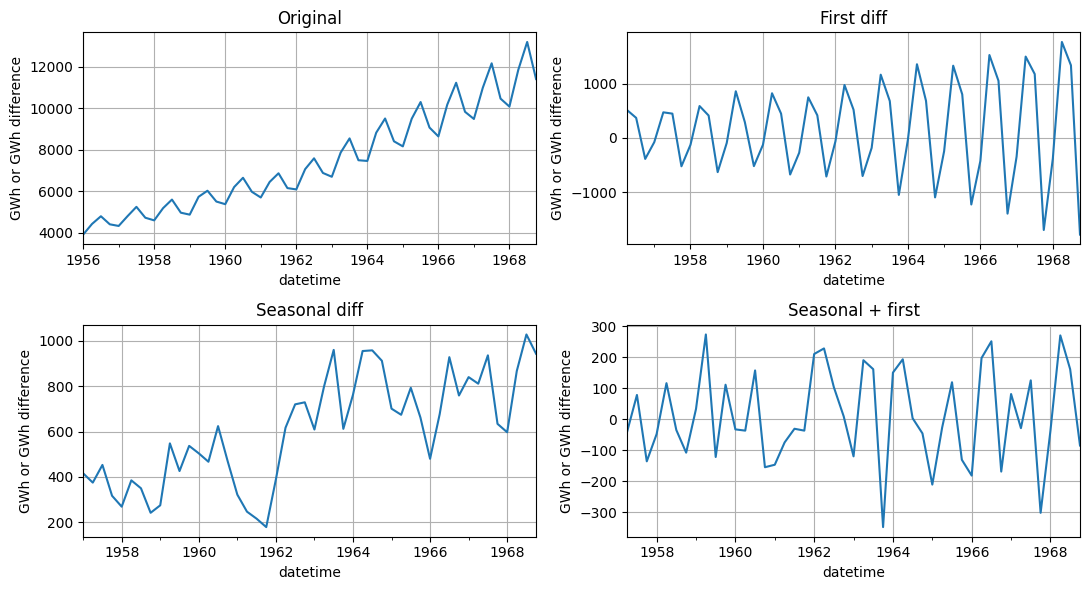 Original
GWh or GWh difference
12000
10000
8000
6000
4000
1956 1958 1960 1962 1964 1966 1968
datetime
First diff
GWh or GWh difference
1000
0
−1000
1958 1960 1962 1964 1966 1968
datetime
Seasonal diff
GWh or GWh difference
1000
800
600
400
200
1958 1960 1962 1964 1966 1968
datetime
Seasonal + first
GWh or GWh difference
300
200
100
0
−100
−200
−300
1958 1960 1962 1964 1966 1968
datetime